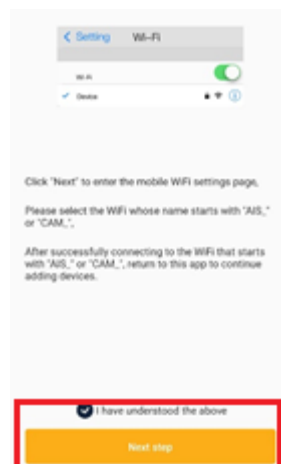 Setting Wi-Fi
Wi-Fi
Device
Click "Next" to enter the mobile WiFi settings page,
Please select the WiFi whose name starts with "AIS_"
or "CAM_",
After successfully connecting to the WiFi that starts
with "AIS_" or "CAM_", return to this app to continue
adding devices.
I have understood the above
Next step